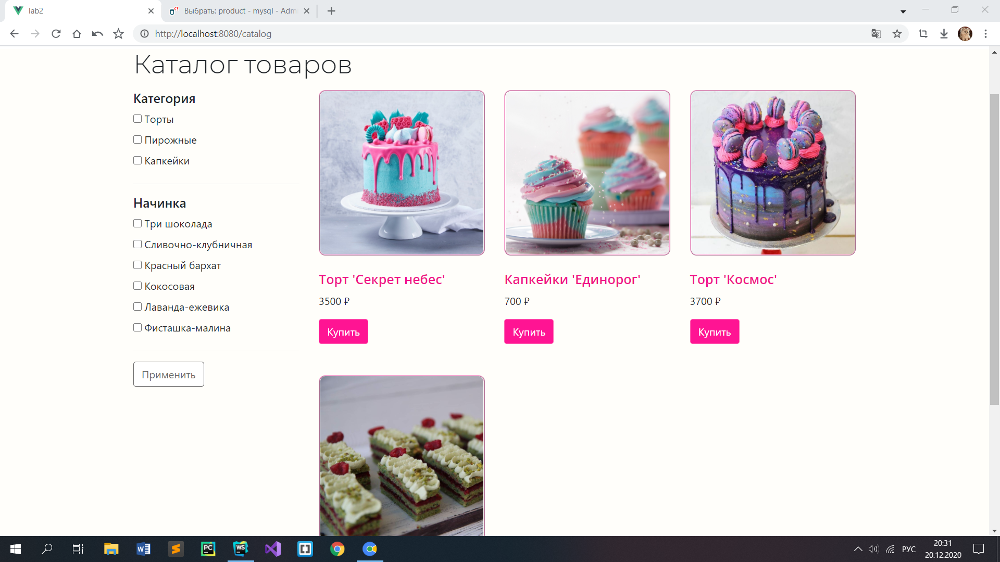 lab2
Выбрать: product - mysql - Adm
http://localhost:8080/catalog
Каталог товаров
Категория
Торты
Пирожные
Капкейки
Начинка
Три шоколада
Сливочно-клубничная
Красный бархат
Кокосовая
Лаванда-ежевика
Фисташка-малина
Применить
Торт 'Секрет небес'
3500 ₽
Купить
Капкейки 'Единорог'
700 ₽
Купить
Торт 'Космос'
3700 ₽
Купить
W
PC
WS
РУС
20:31
20.12.2020